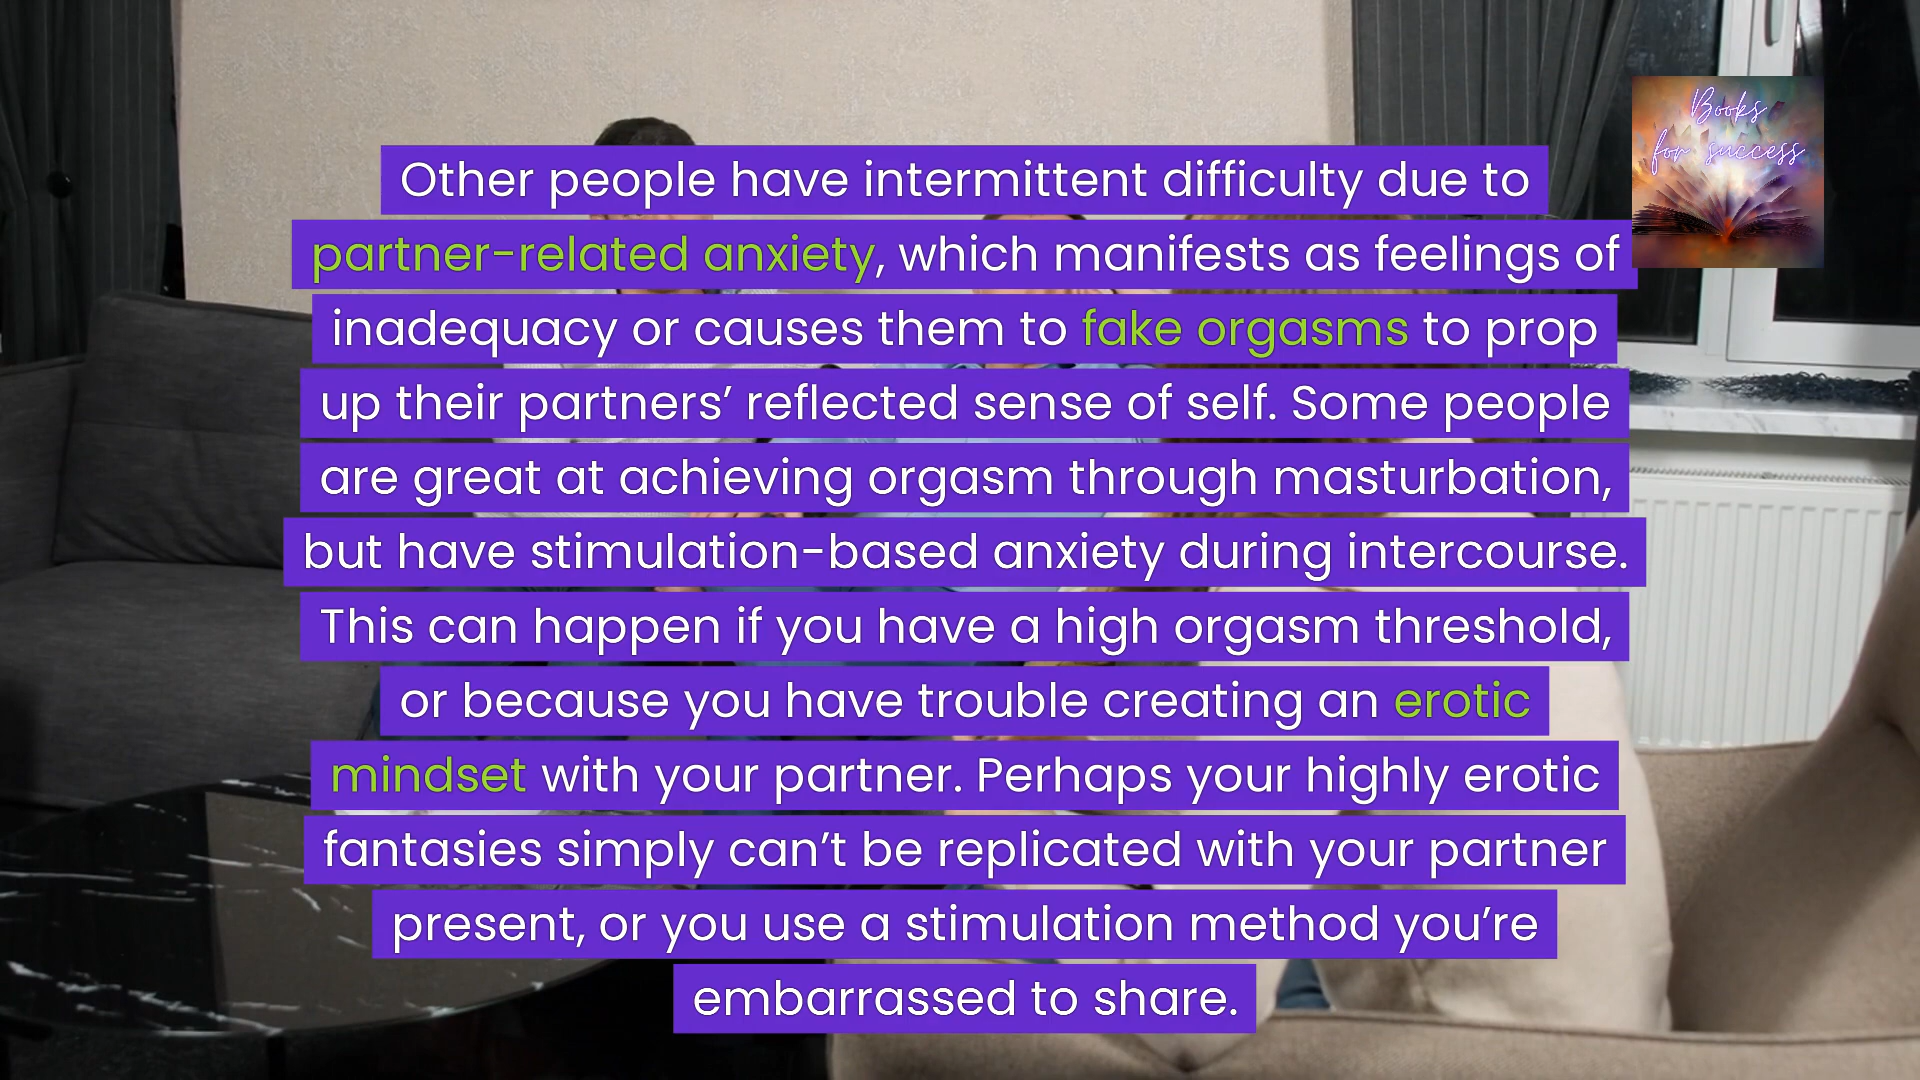 Books
for success
Other people have intermittent difficulty due to
partner-related anxiety, which manifests as feelings of
inadequacy or causes them to fake orgasms to prop
up their partners’ reflected sense of self. Some people
are great at achieving orgasm through masturbation,
but have stimulation-based anxiety during intercourse.
This can happen if you have a high orgasm threshold,
or because you have trouble creating an erotic
mindset with your partner. Perhaps your highly erotic
fantasies simply can’t be replicated with your partner
present, or you use a stimulation method you’re
embarrassed to share.